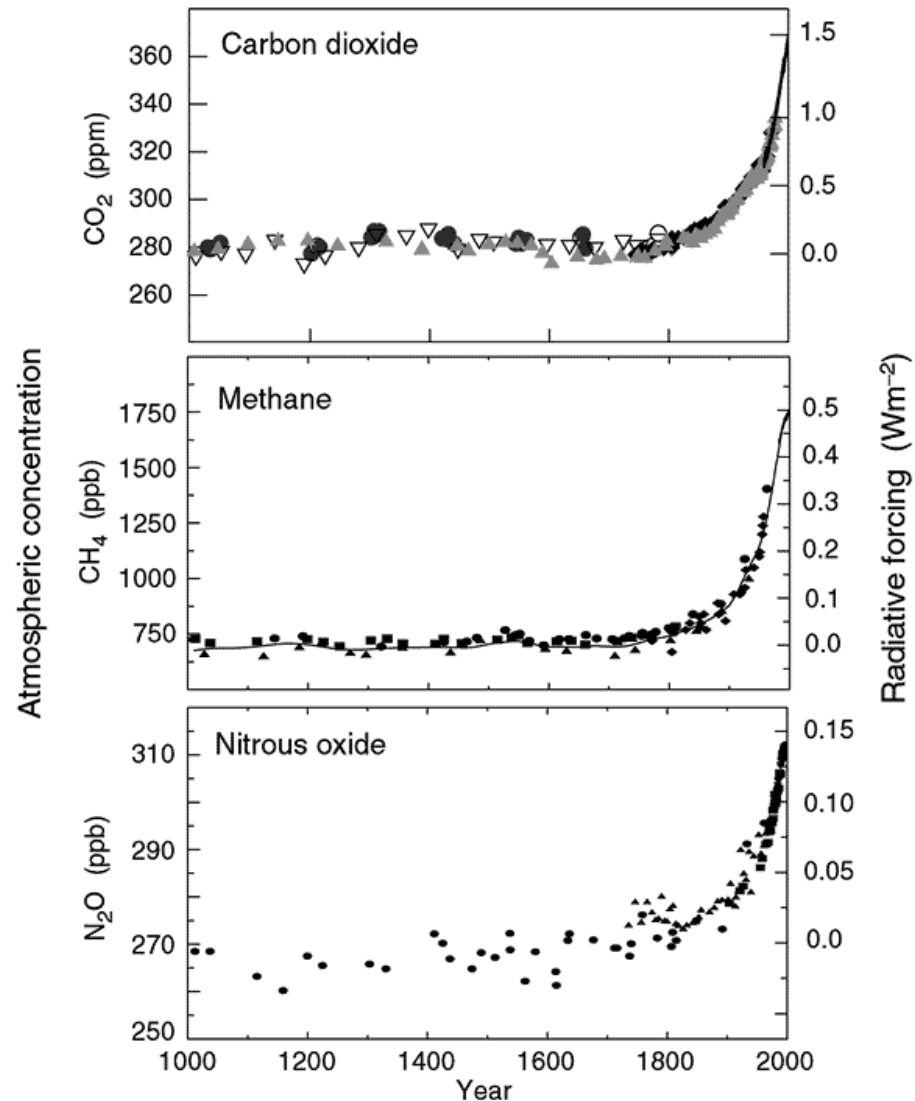 Carbon dioxide
CO₂ (ppm)
360
340
320
300
280
260
1.5
1.0
0.5
0.0
Methane
CH₄ (ppb)
1750
1500
1250
1000
750
0.5
0.4
0.3
0.2
0.1
0.0
Nitrous oxide
N₂O (ppb)
310
290
270
250
0.15
0.10
0.05
0.0
1000 1200 1400 1600 1800 2000
Year
Atmospheric concentration
Radiative forcing (Wm⁻²)